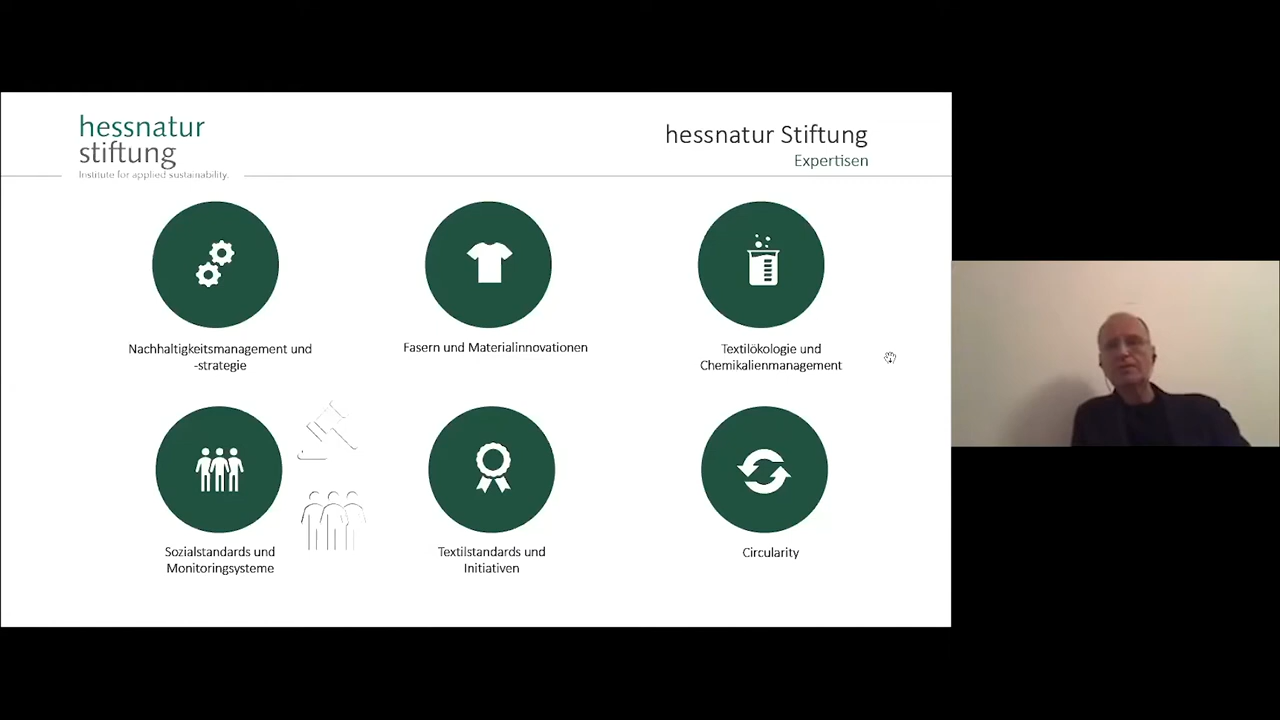 hessnatur
stiftung
Institute for applied sustainability.
hessnatur Stiftung
Expertisen
Nachhaltigkeitsmanagement und
-strategie
Fasern und Materialinnovationen
Textilökologie und
Chemikalienmanagement
Sozialstandards und
Monitoringsysteme
Textilstandards und
Initiativen
Circularity